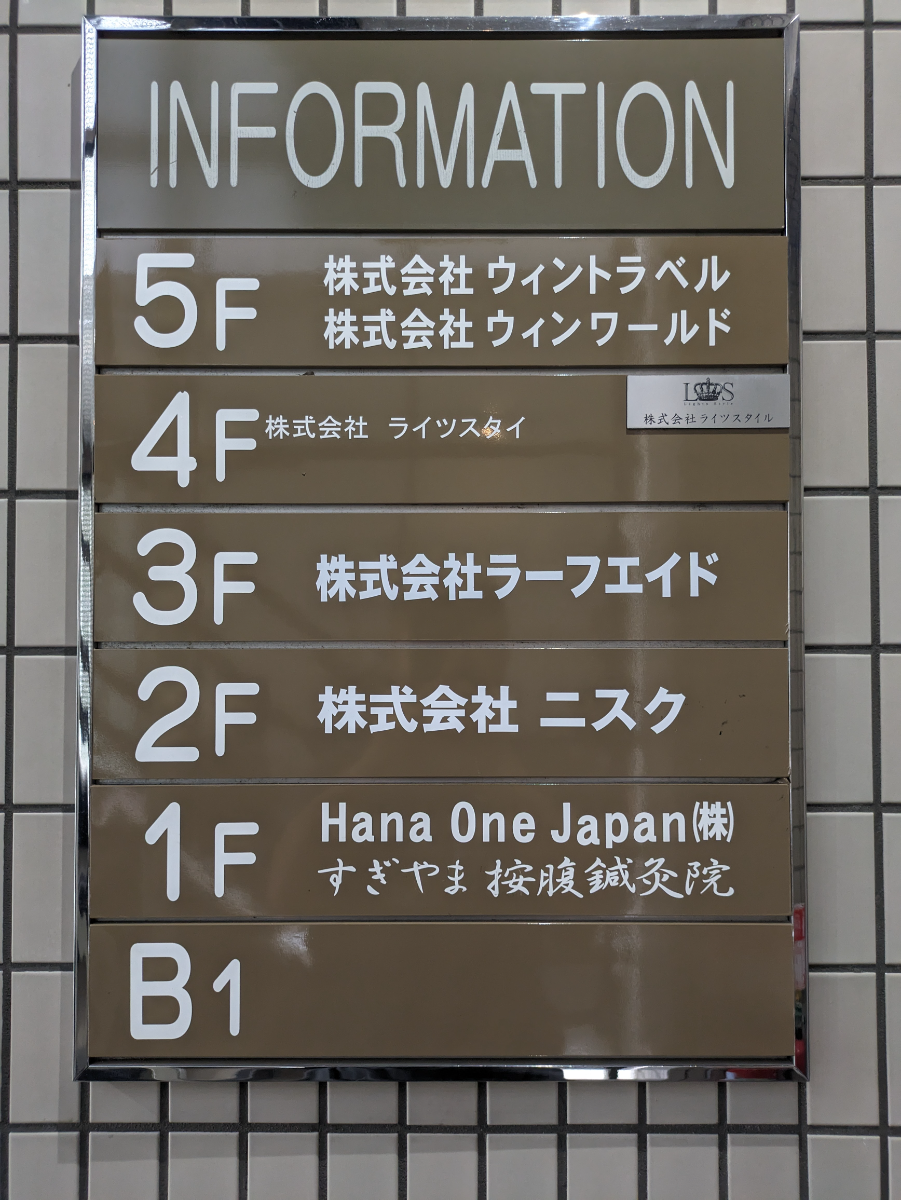 INFORMATION
5F
株式会社 ウィントラベル
株式会社 ウィンワールド
4F
株式会社 ライツスタイ
L S
株式会社ライツスタイル
3F
株式会社ラーフエイド
2F
株式会社 ニスク
1F
Hana One Japan(株)
すぎやま 按腹鍼灸院
B1